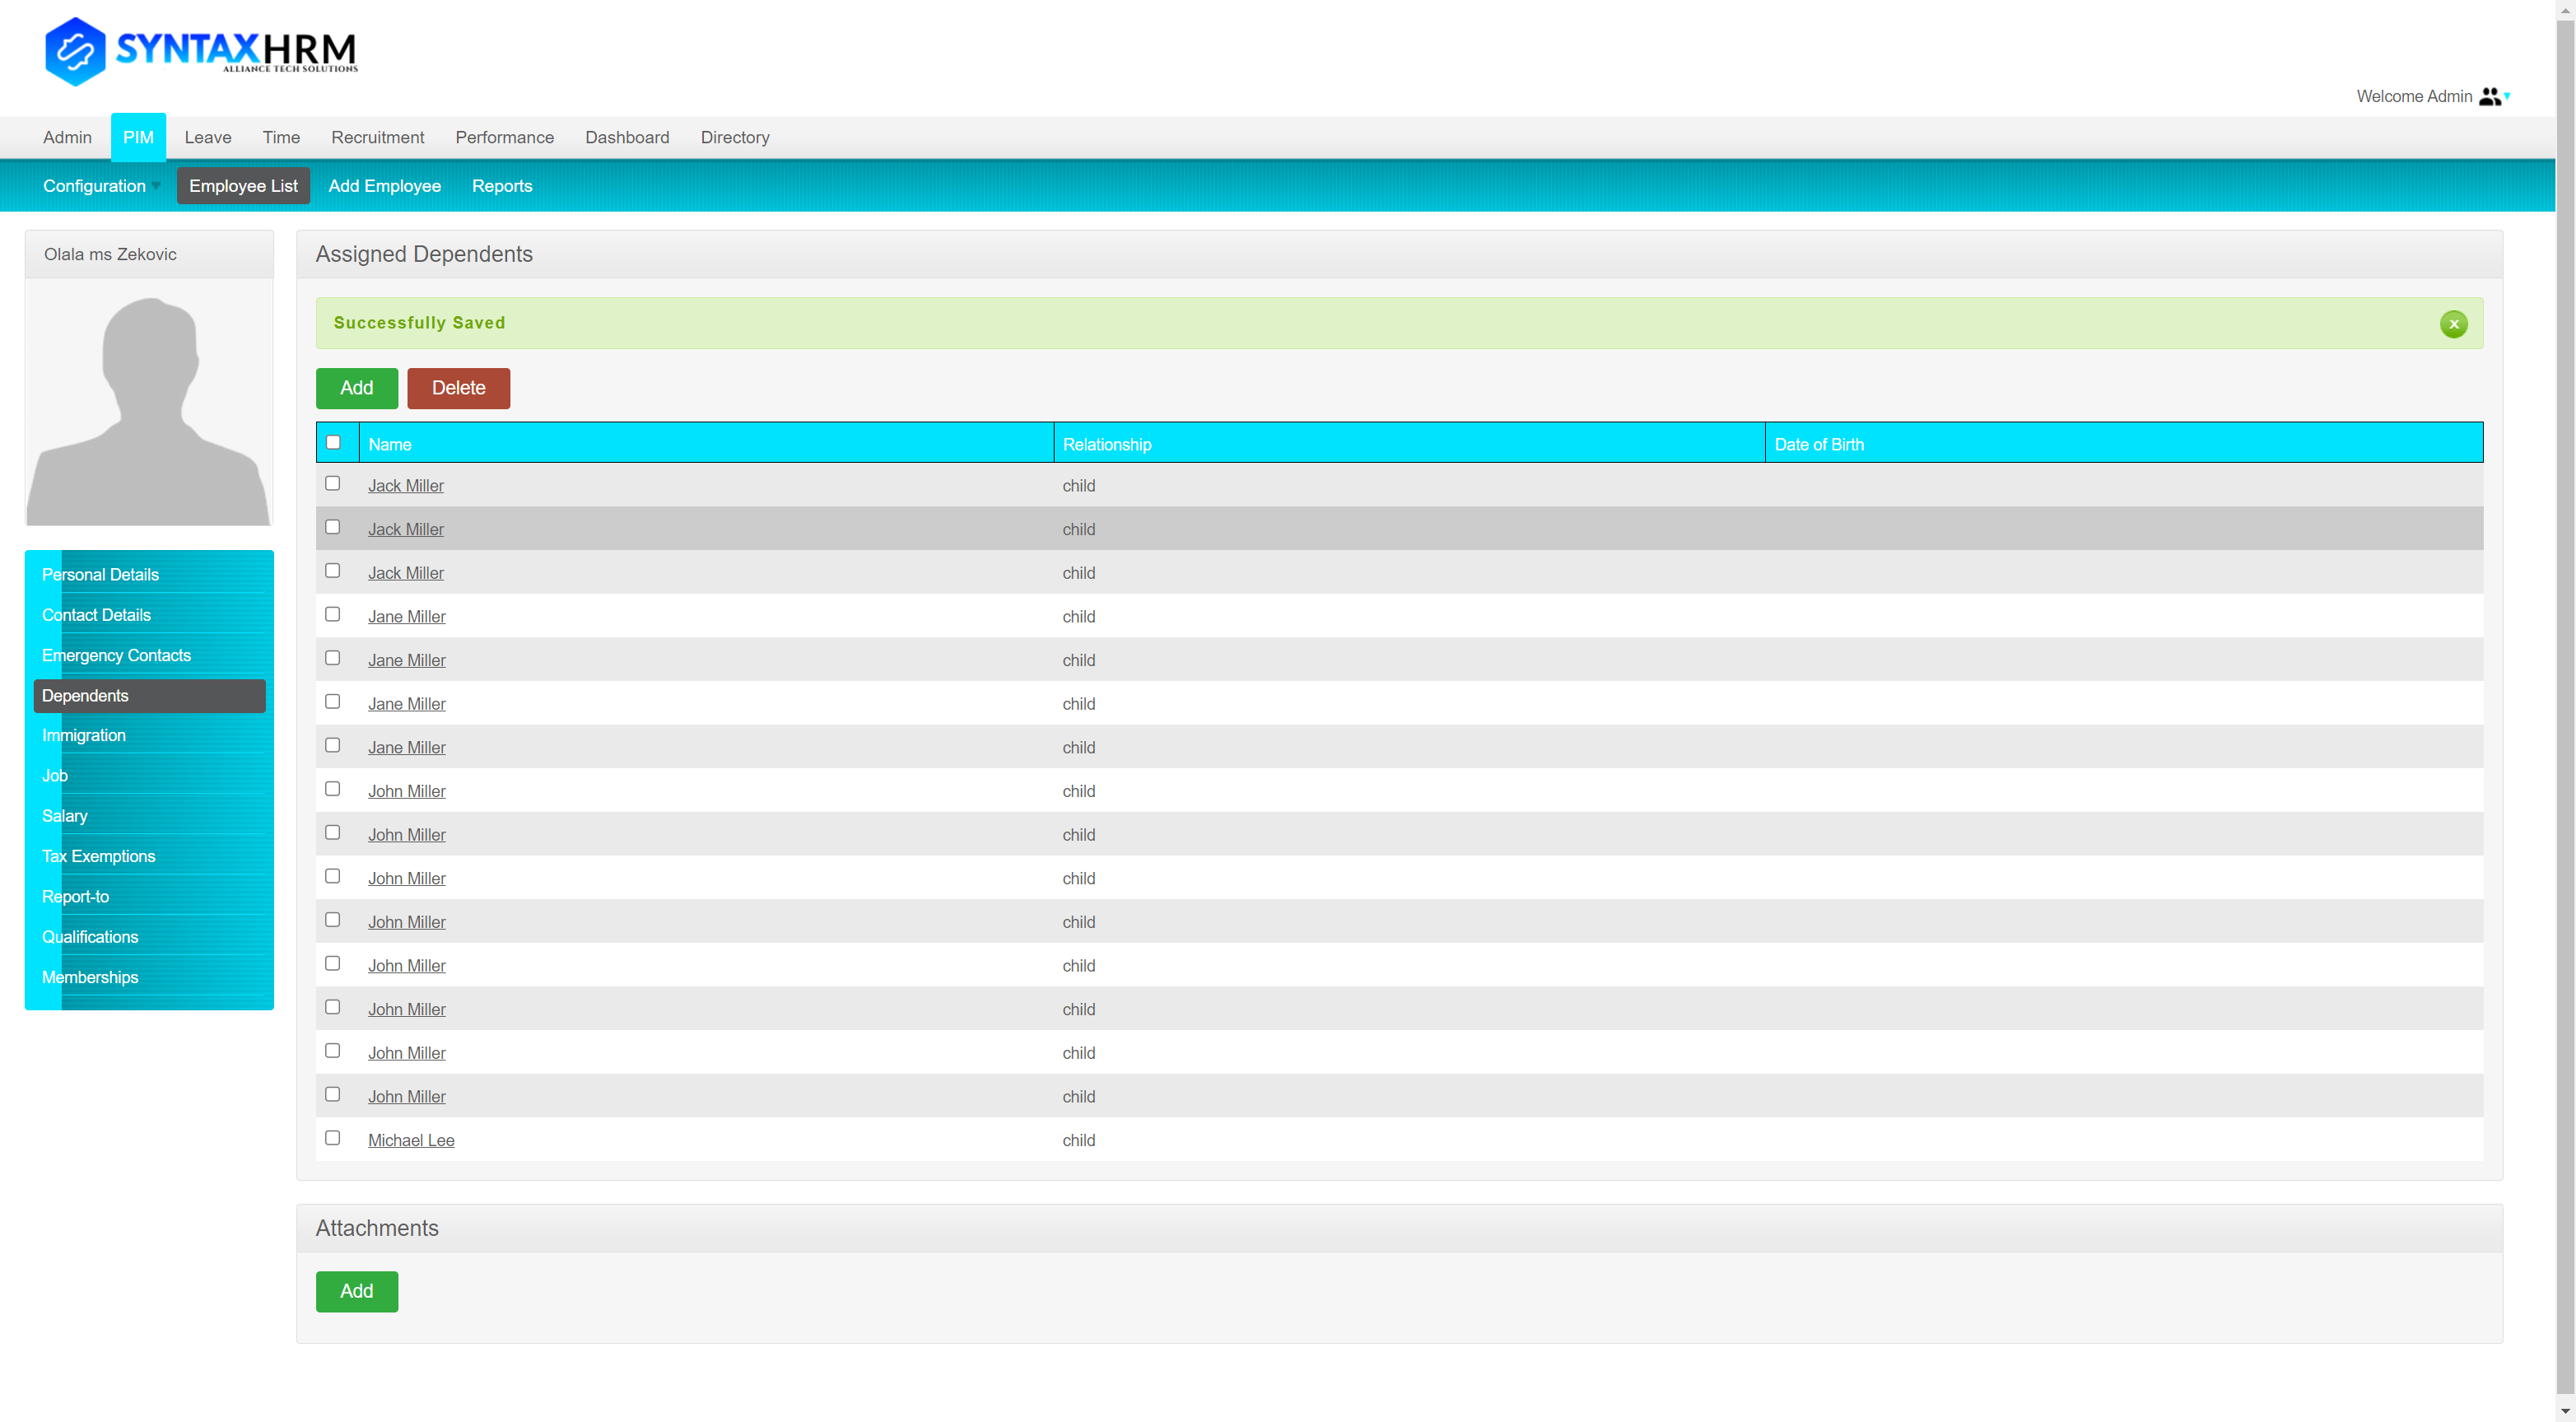 SYNTAXHRM
ALLIANCE TECH SOLUTIONS
Welcome Admin
Admin PIM Leave Time Recruitment Performance Dashboard Directory
Configuration Employee List Add Employee Reports
Olala ms Zekovic
Personal Details
Contact Details
Emergency Contacts
Dependents
Immigration
Job
Salary
Tax Exemptions
Report-to
Qualifications
Memberships
Assigned Dependents
Successfully Saved x
Add Delete
Name Relationship Date of Birth
Jack Miller child
Jack Miller child
Jack Miller child
Jane Miller child
Jane Miller child
Jane Miller child
Jane Miller child
John Miller child
John Miller child
John Miller child
John Miller child
John Miller child
John Miller child
John Miller child
John Miller child
Michael Lee child
Attachments
Add